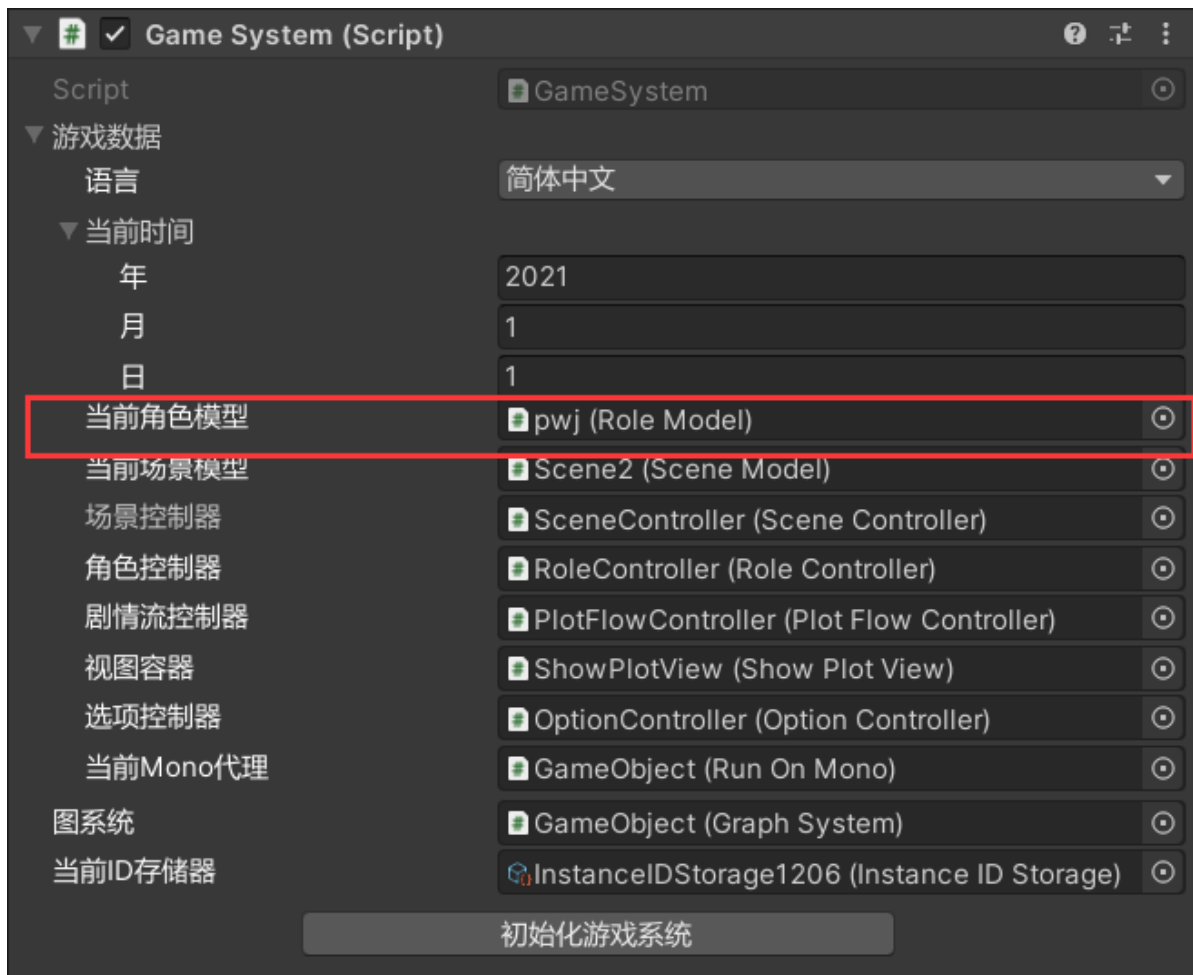 Game System (Script)
Script GameSystem
游戏数据
语言 简体中文
当前时间
年 2021
月 1
日 1
当前角色模型 pwj (Role Model)
当前场景模型 Scene2 (Scene Model)
场景控制器 SceneController (Scene Controller)
角色控制器 RoleController (Role Controller)
剧情流控制器 PlotFlowController (Plot Flow Controller)
视图容器 ShowPlotView (Show Plot View)
选项控制器 OptionController (Option Controller)
当前Mono代理 GameObject (Run On Mono)
图系统 GameObject (Graph System)
当前ID存储器 InstanceIDStorage1206 (Instance ID Storage)
初始化游戏系统